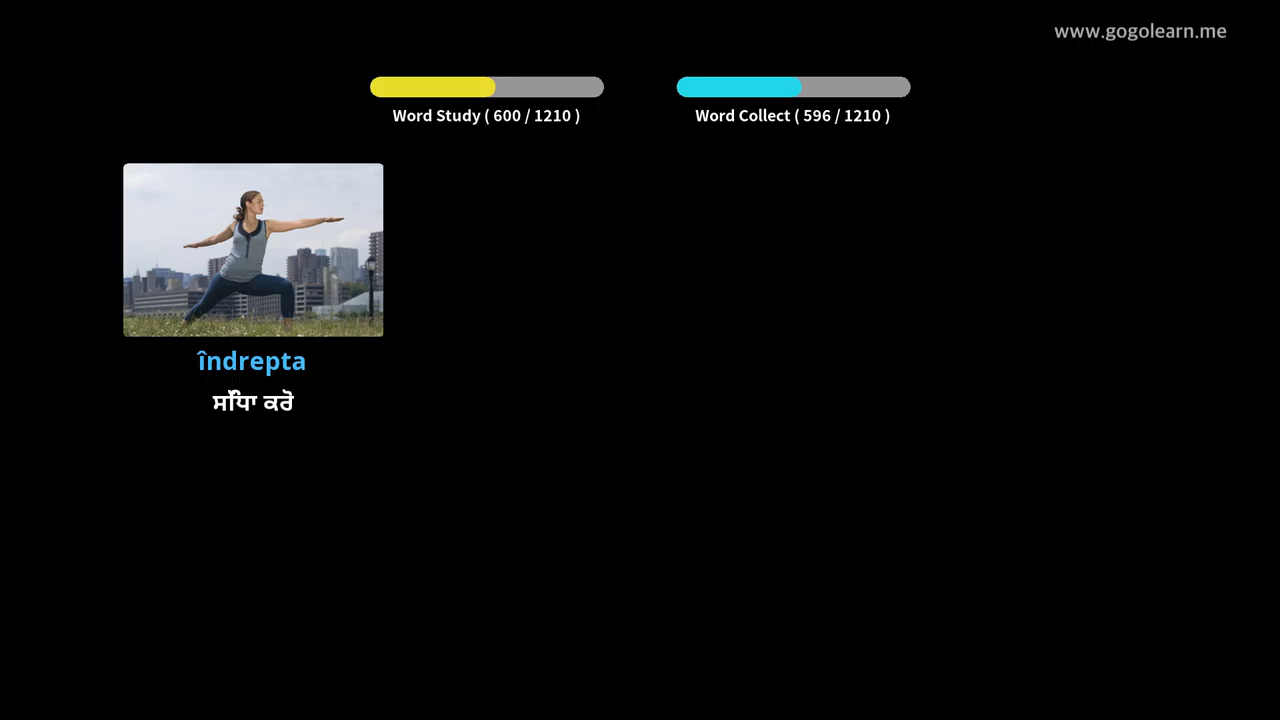 www.gogolearn.me
Word Study ( 600 / 1210 )
Word Collect ( 596 / 1210 )
îndrepta
ਸਿੱਧਾ ਕਰੋ